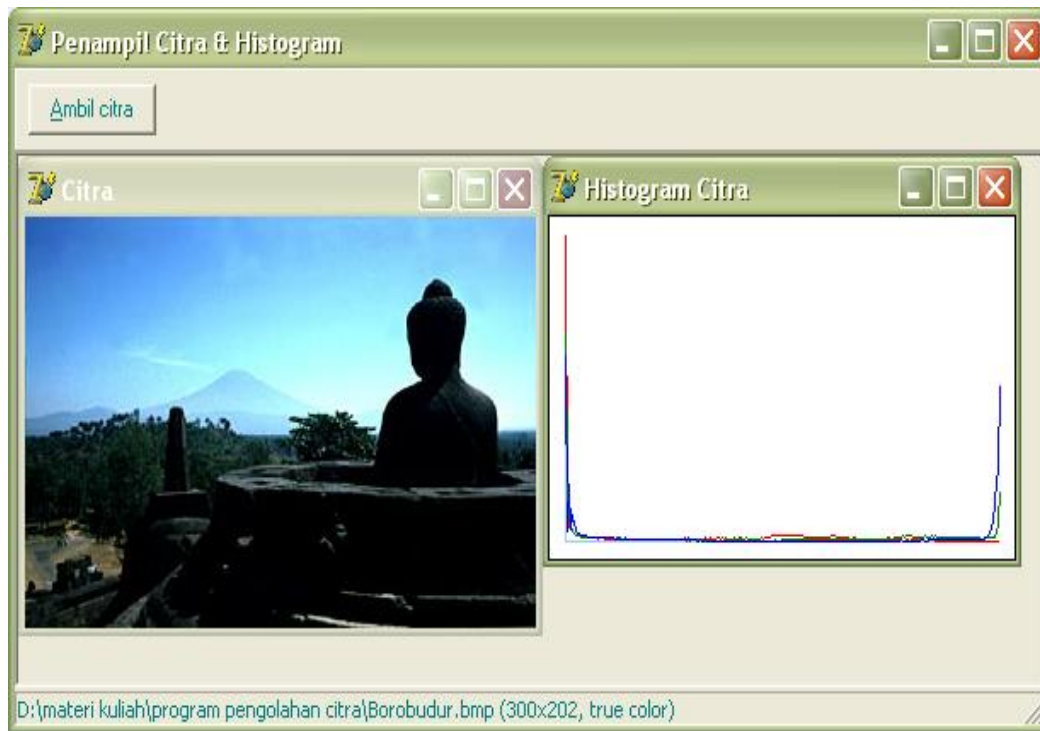 Penampil Citra & Histogram
Ambil citra
Citra
Histogram Citra
D:\materi kuliah\program pengolahan citra\Borobudur.bmp (300x202, true color)